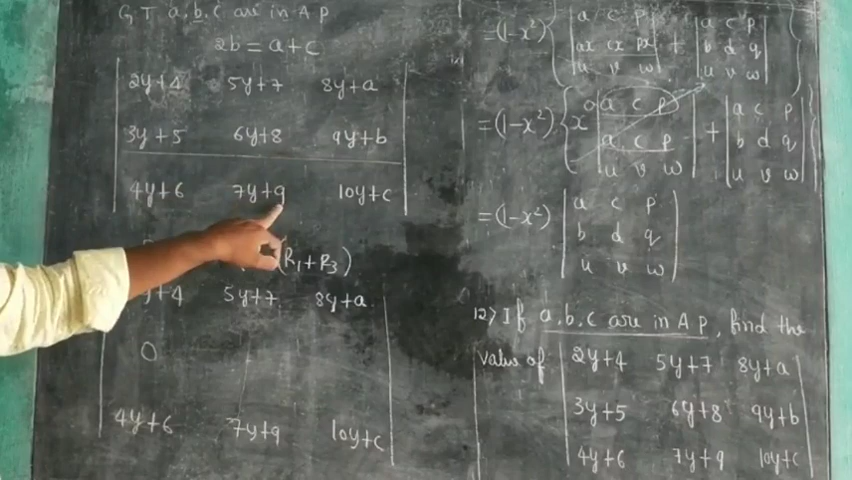 G T a, b, c are in A P
2b = a + c
2y+4 5y+7 8y+a
3y+5 6y+8 9y+b
4y+6 7y+9 10y+c
(R₁+R₃)
y+4 5y+7 8y+a
0
4y+6 7y+9 10y+c
=(1-x²) { | a c p | + | a c p |
| ax cx px | | b d q |
| u v w | | u v w | }
=(1-x²) { x | a c p | + | a c p |
| a c p | | b d q |
| u v w | | u v w | }
=(1-x²) | a c p |
| b d q |
| u v w |
12) If a, b, c are in A P, find the
value of | 2y+4 5y+7 8y+a |
| 3y+5 6y+8 9y+b |
| 4y+6 7y+9 10y+c |